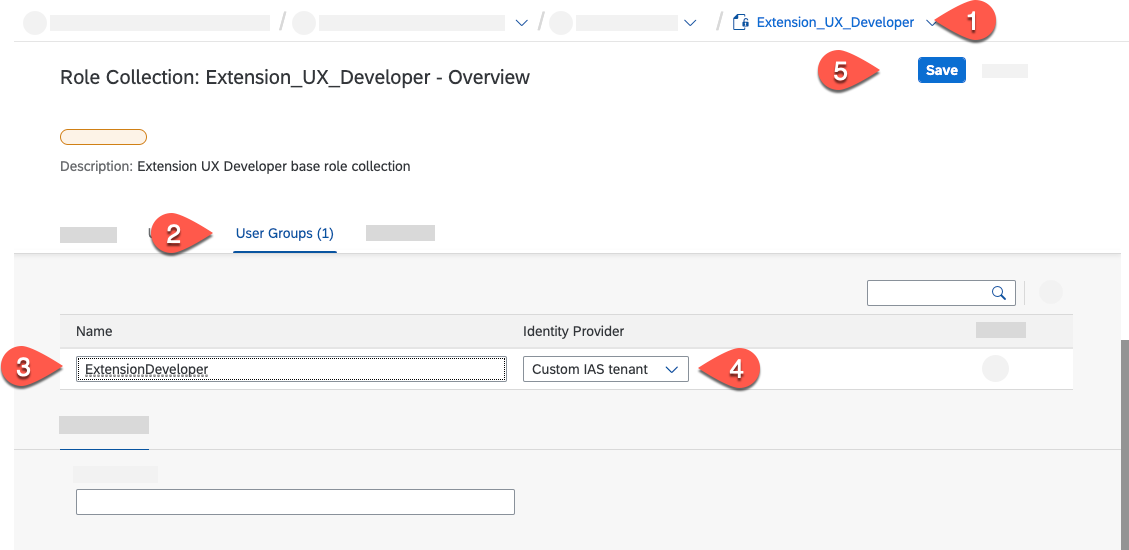 Extension_UX_Developer
1
Role Collection: Extension_UX_Developer - Overview
5
Save
Description: Extension UX Developer base role collection
2
User Groups (1)
Name
Identity Provider
3
ExtensionDeveloper
Custom IAS tenant
4